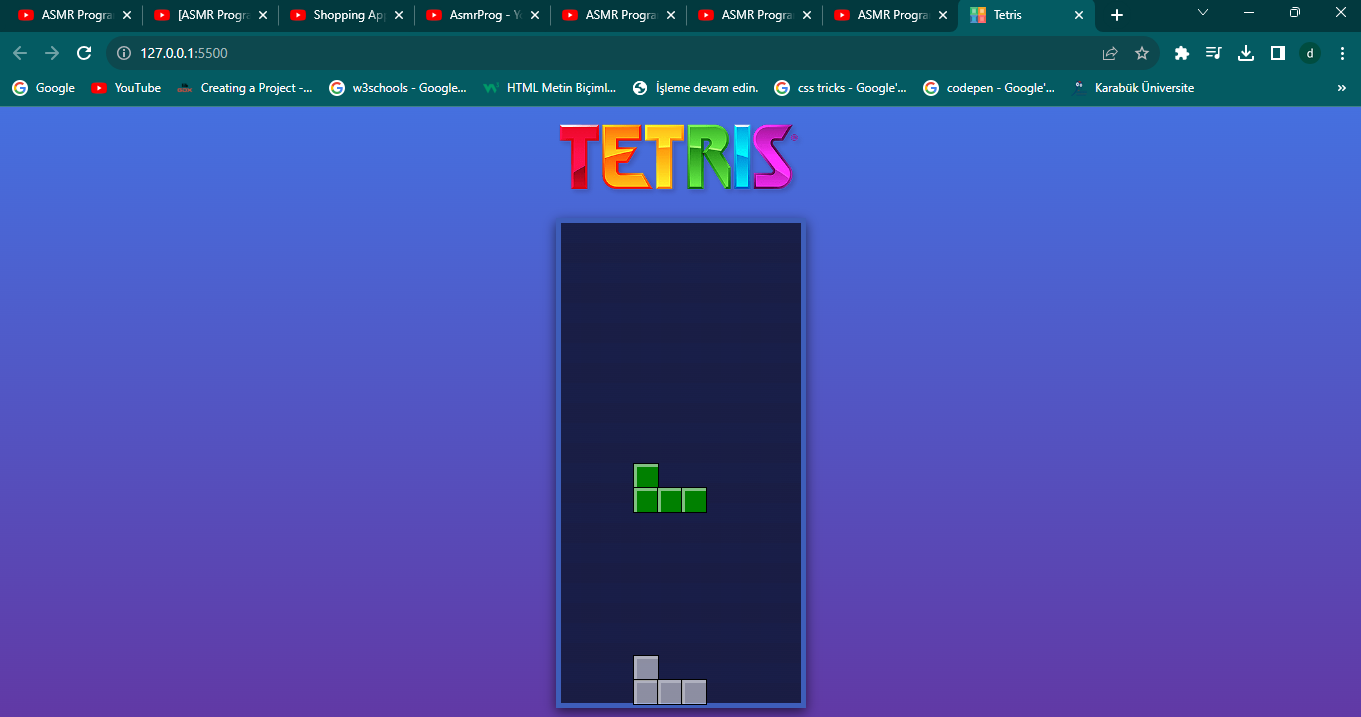 ASMR Progra
[ASMR Progra
Shopping App
AsmrProg - Yo
ASMR Progra
ASMR Progra
ASMR Progra
Tetris
127.0.0.1:5500
d
Google
YouTube
Creating a Project -...
w3schools - Google...
HTML Metin Biçiml...
İşleme devam edin.
css tricks - Google'...
codepen - Google'...
Karabük Üniversite
TETRIS